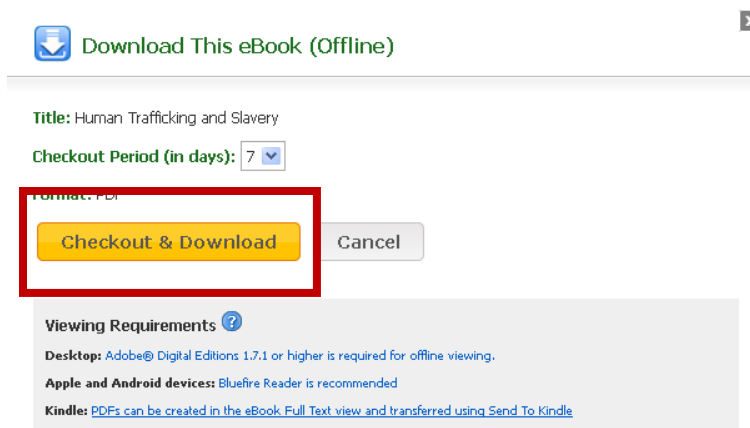 Download This eBook (Offline)
Title: Human Trafficking and Slavery
Checkout Period (in days): 7
Format: PDF
Checkout & Download Cancel
Viewing Requirements ?
Desktop: Adobe® Digital Editions 1.7.1 or higher is required for offline viewing.
Apple and Android devices: Bluefire Reader is recommended
Kindle: PDFs can be created in the eBook Full Text view and transferred using Send To Kindle